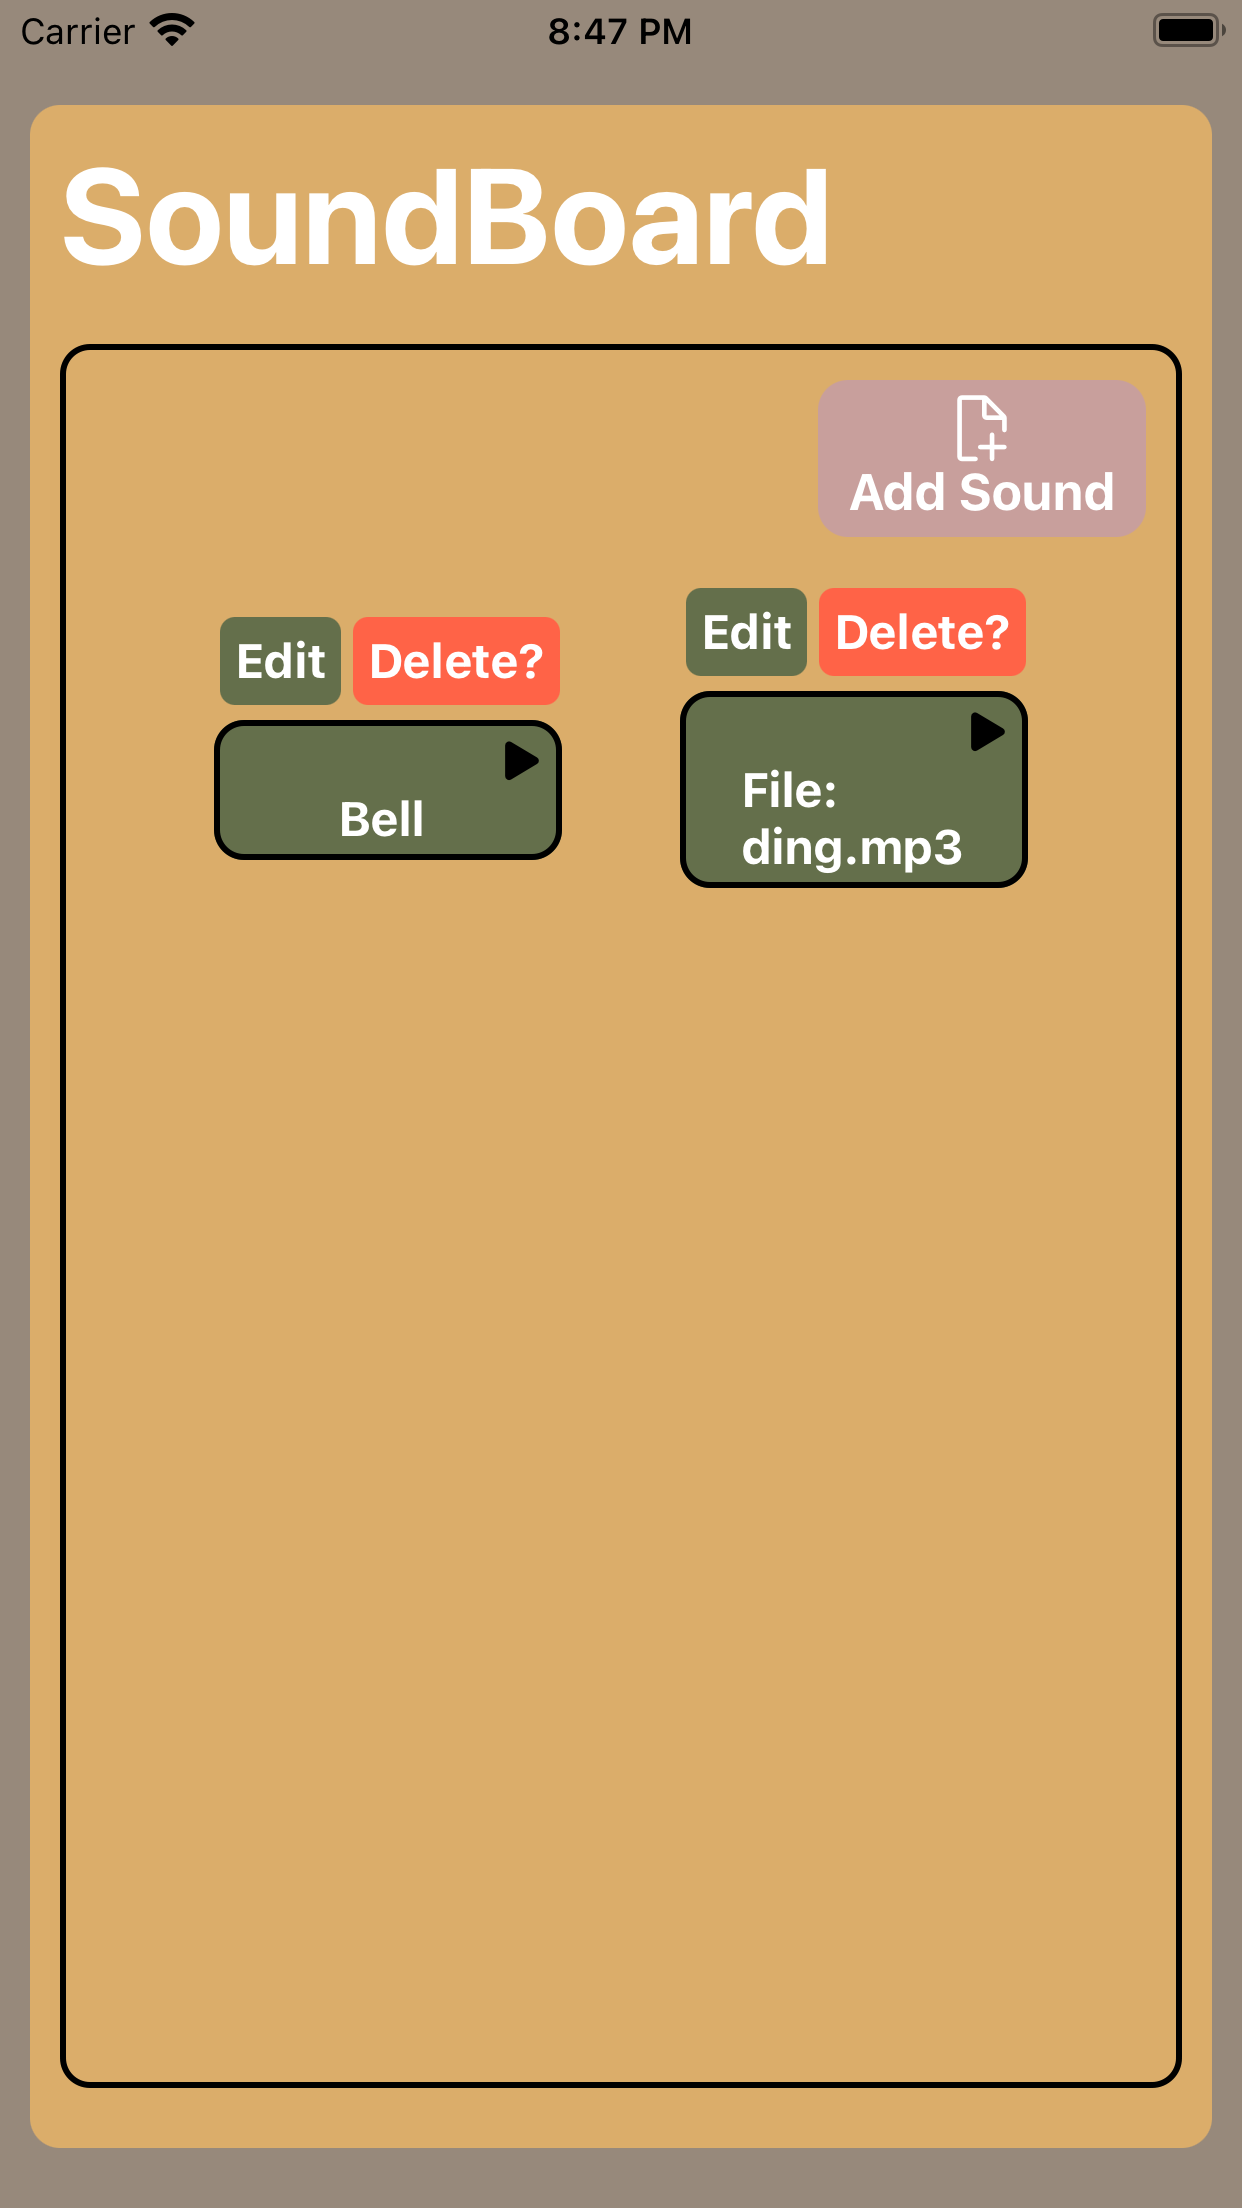 Carrier 8:47 PM
SoundBoard
Add Sound
Edit Delete?
Bell
Edit Delete?
File:
ding.mp3